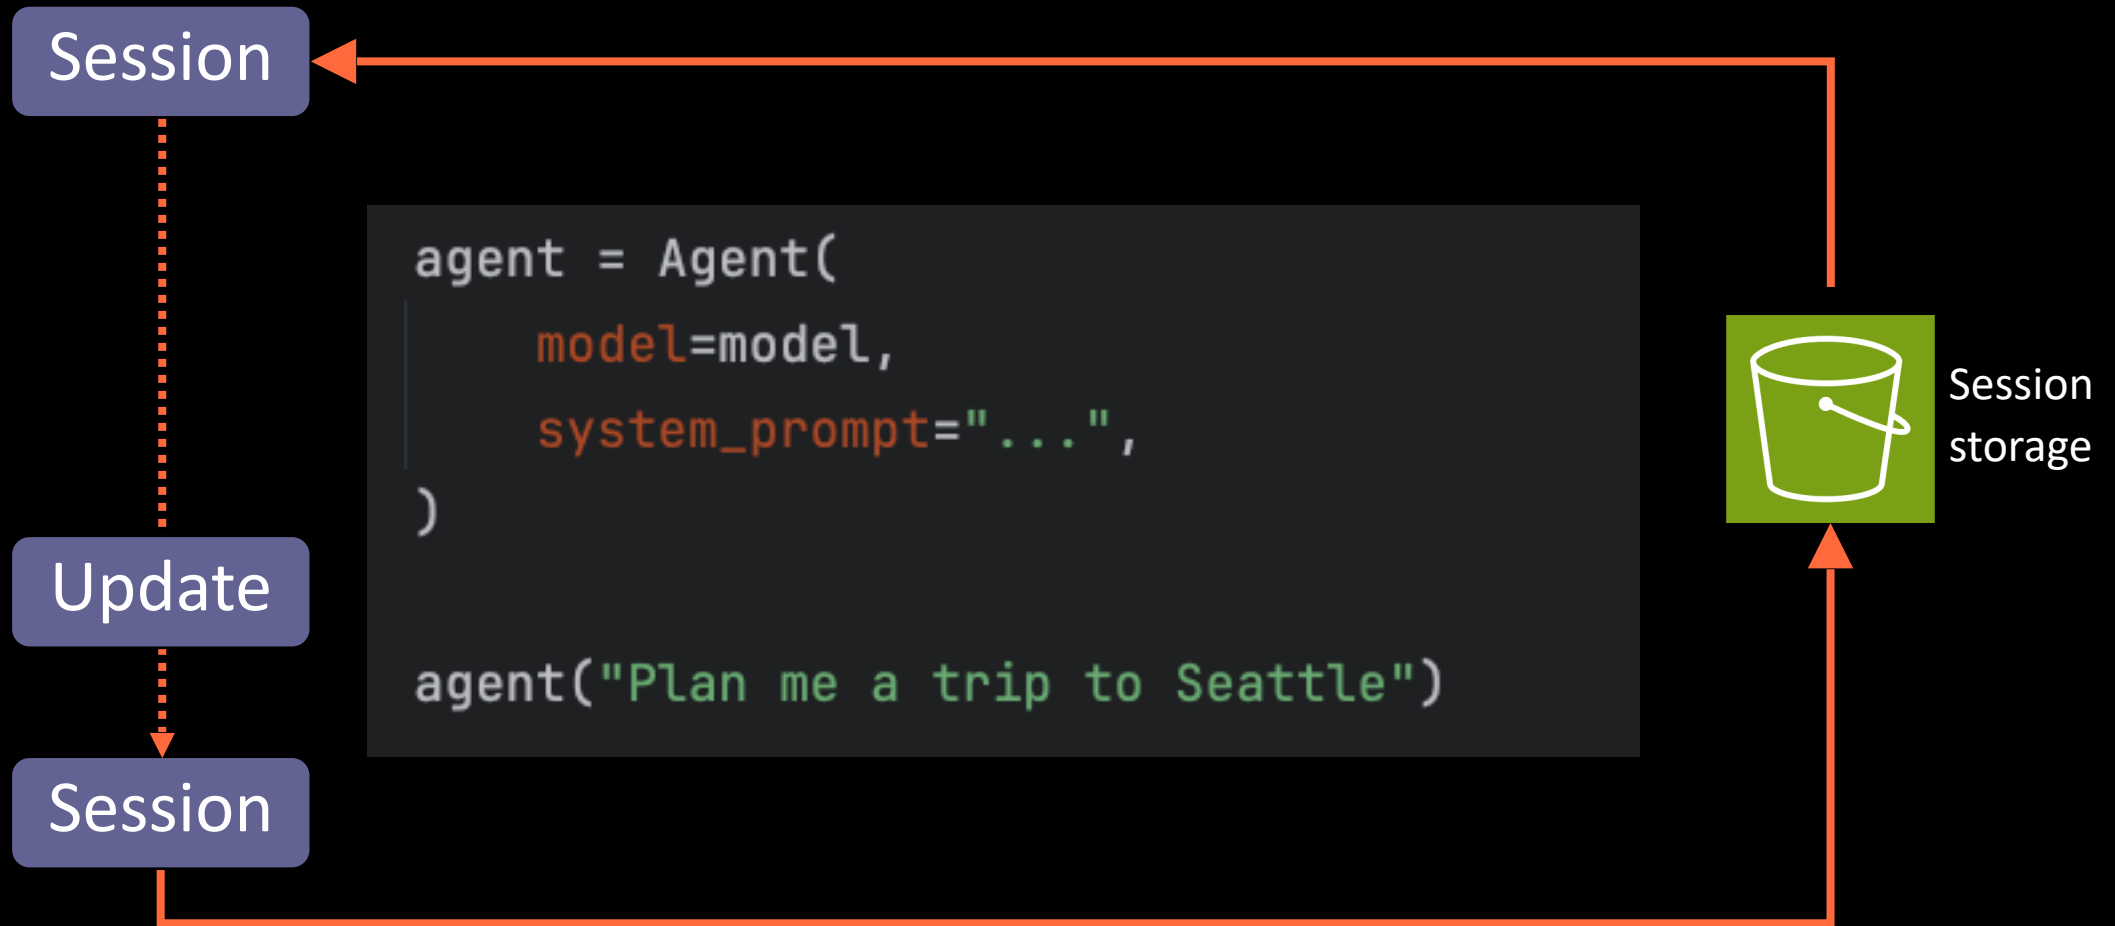 Session
agent = Agent(
    model=model,
    system_prompt="...",
)
agent("Plan me a trip to Seattle")
Session
storage
Update
Session